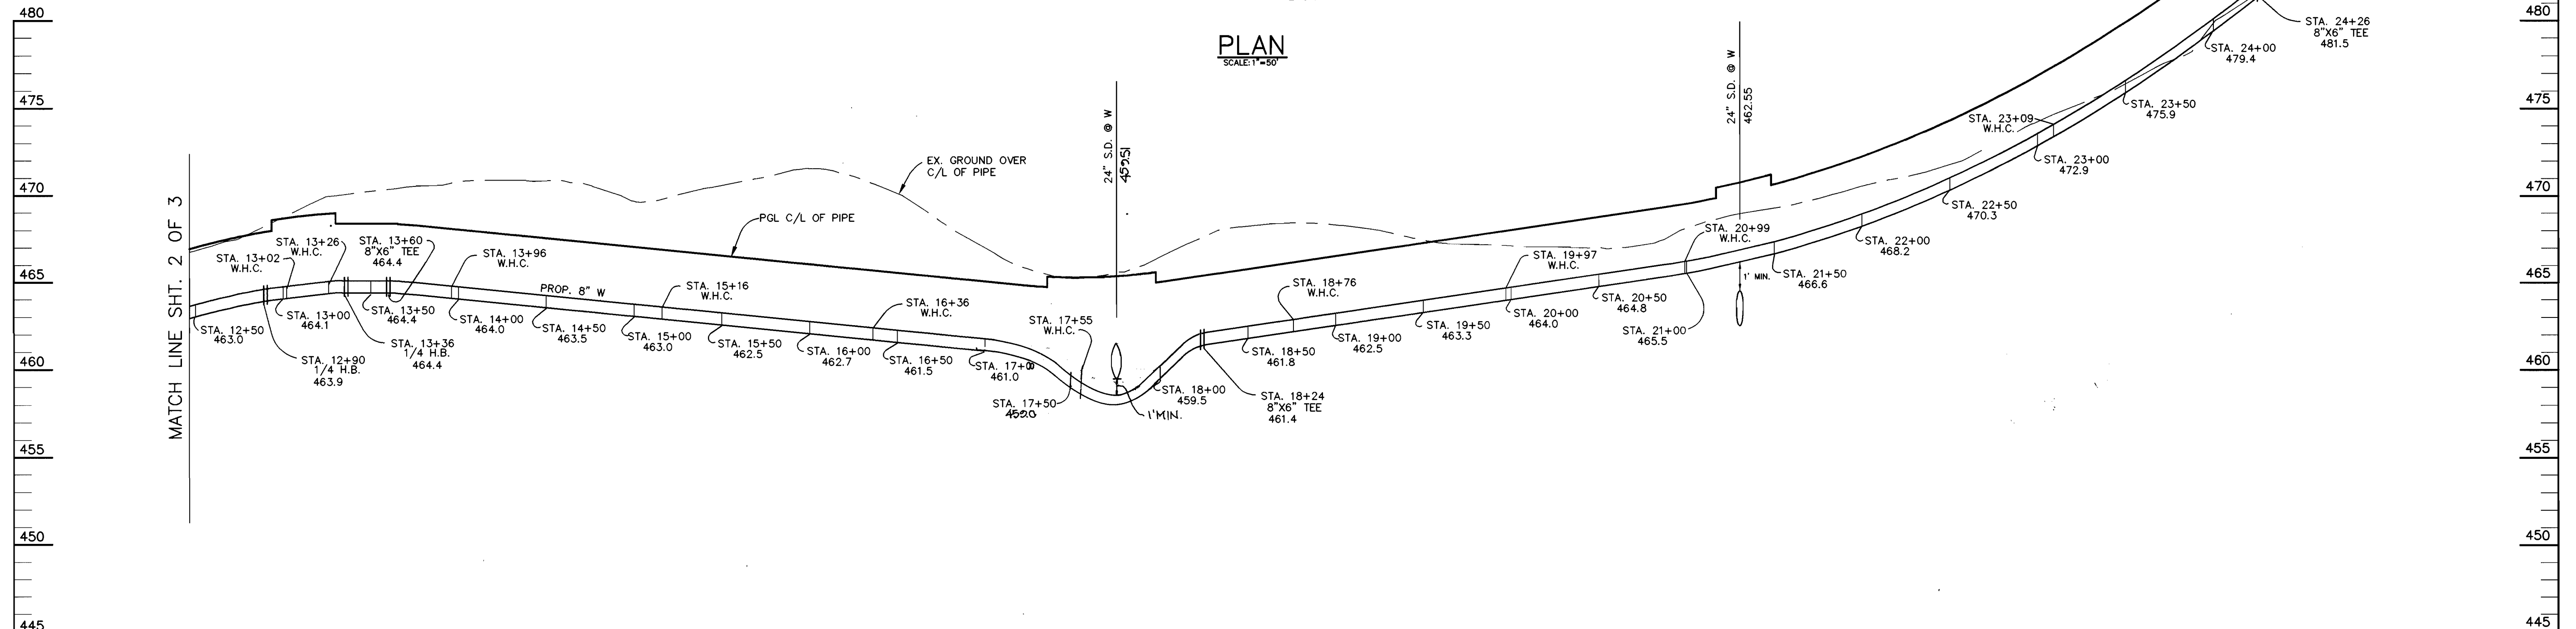 480
475
470
465
460
455
450
445
MATCH LINE SHT. 2 OF 3
PLAN
SCALE: 1"=50'
EX. GROUND OVER
C/L OF PIPE
PGL C/L OF PIPE
PROP. 8" W
STA. 12+50
463.0
STA. 13+02
W.H.C.
STA. 12+90
1/4 H.B.
463.9
STA. 13+00
464.1
STA. 13+26
W.H.C.
STA. 13+36
1/4 H.B.
464.4
STA. 13+50
464.4
STA. 13+60
8"X6" TEE
464.4
STA. 13+96
W.H.C.
STA. 14+00
464.0
STA. 14+50
463.5
STA. 15+00
463.0
STA. 15+16
W.H.C.
STA. 15+50
462.5
STA. 16+00
462.7
STA. 16+36
W.H.C.
STA. 16+50
461.5
461.0
STA. 17+50
STA. 17+55
W.H.C.
24" S.D. @ W
1'MIN.
STA. 18+00
459.5
STA. 18+24
8"X6" TEE
461.4
STA. 18+50
461.8
STA. 18+76
W.H.C.
STA. 19+00
462.5
STA. 19+50
463.3
STA. 19+97
W.H.C.
STA. 20+00
464.0
STA. 20+50
464.8
STA. 20+99
W.H.C.
STA. 21+00
465.5
24" S.D. @ W
462.55
1' MIN.
STA. 21+50
466.6
STA. 22+00
468.2
STA. 22+50
470.3
STA. 23+00
472.9
STA. 23+09
W.H.C.
STA. 23+50
475.9
STA. 24+00
479.4
STA. 24+26
8"X6" TEE
481.5
480
475
470
465
460
455
450
445